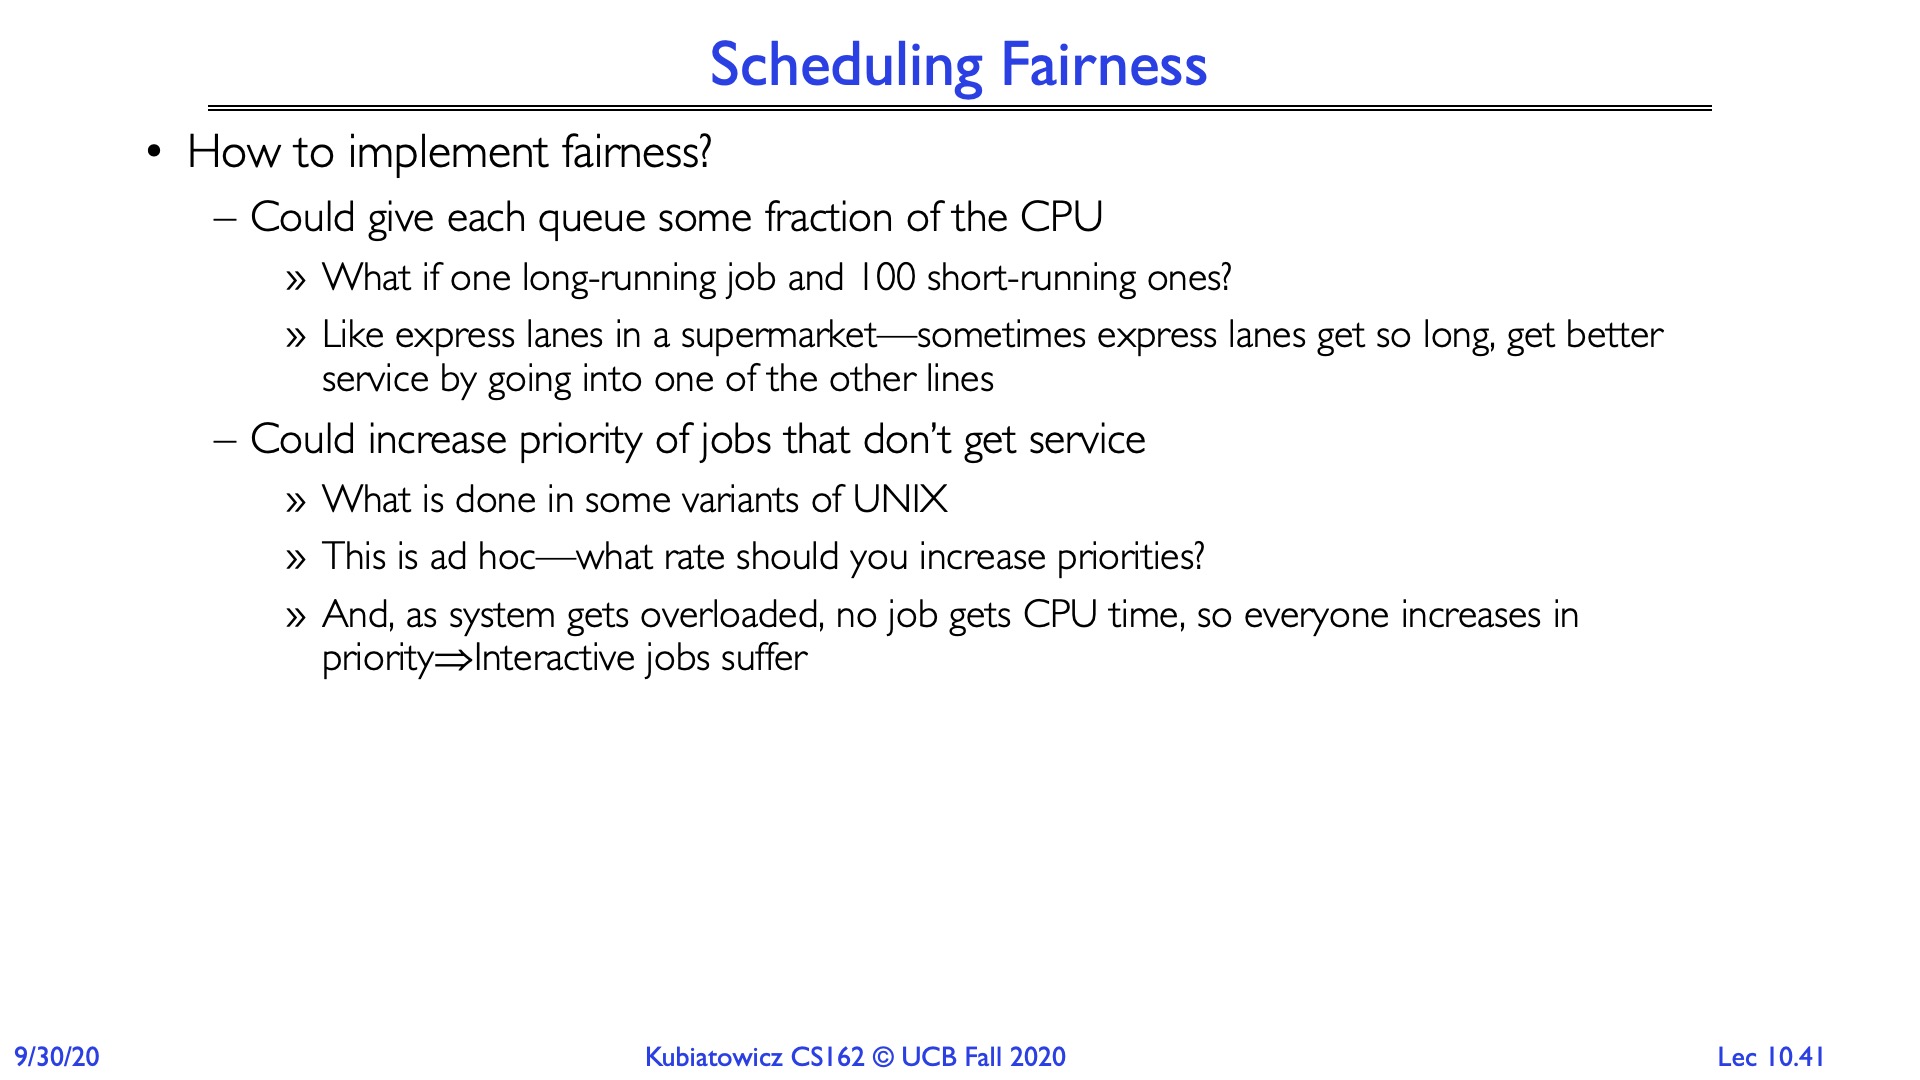 Scheduling Fairness
• How to implement fairness?
– Could give each queue some fraction of the CPU
» What if one long-running job and 100 short-running ones?
» Like express lanes in a supermarket—sometimes express lanes get so long, get better
service by going into one of the other lines
– Could increase priority of jobs that don’t get service
» What is done in some variants of UNIX
» This is ad hoc—what rate should you increase priorities?
» And, as system gets overloaded, no job gets CPU time, so everyone increases in
priority⇒Interactive jobs suffer
9/30/20
Kubiatowicz CS162 © UCB Fall 2020
Lec 10.41